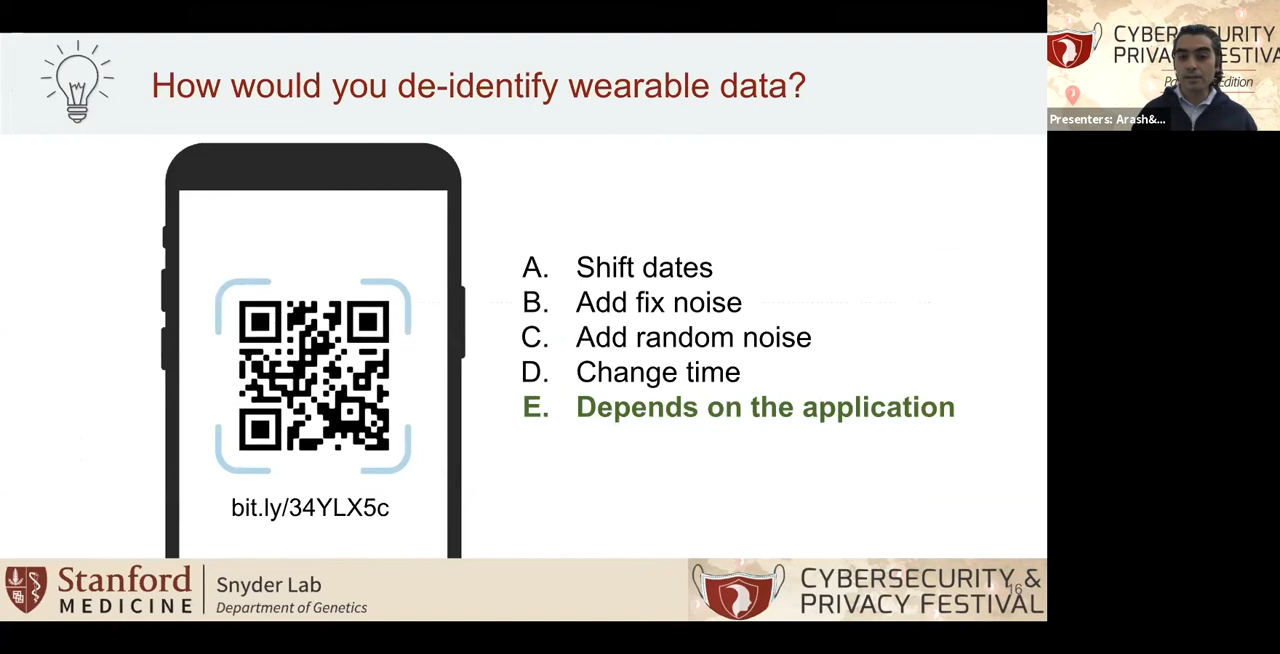 How would you de-identify wearable data?
A. Shift dates
B. Add fix noise
C. Add random noise
D. Change time
E. Depends on the application
bit.ly/34YLX5c
Stanford
MEDICINE
Snyder Lab
Department of Genetics
CYBERSECURITY &
PRIVACY FESTIVAL
16
CYBERSECURITY
PRIVACY FESTIVA
Edition
Presenters: Arash&...